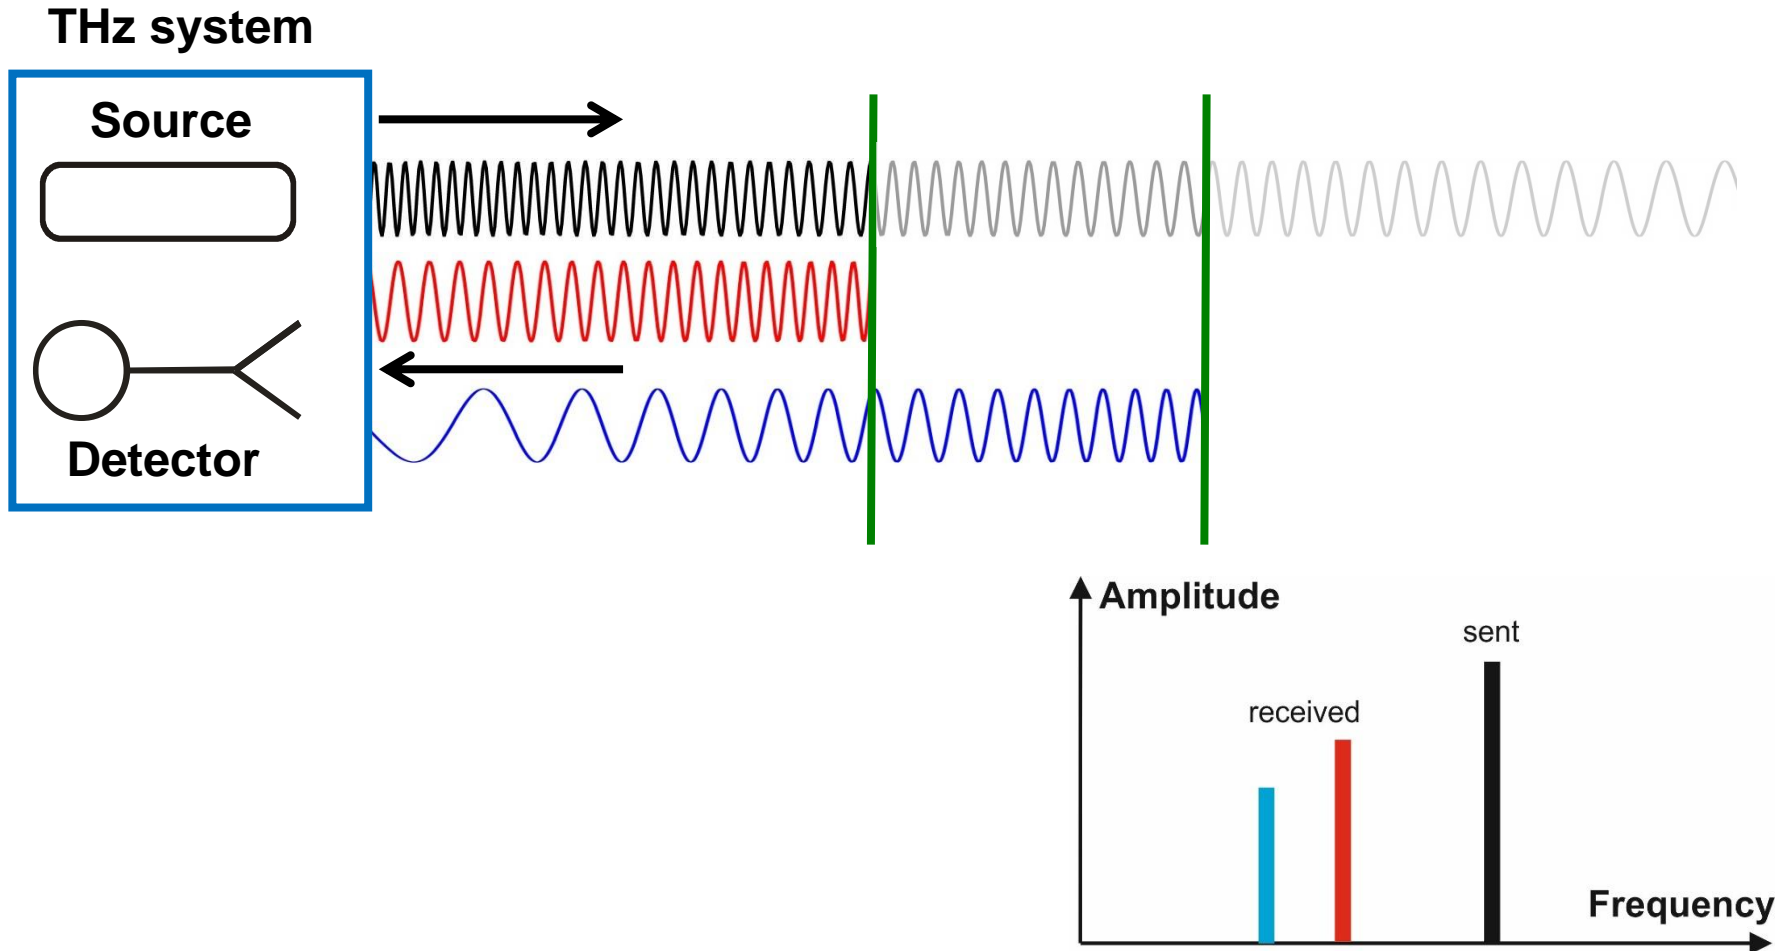 THz system
Source
Detector
Amplitude
sent
received
Frequency